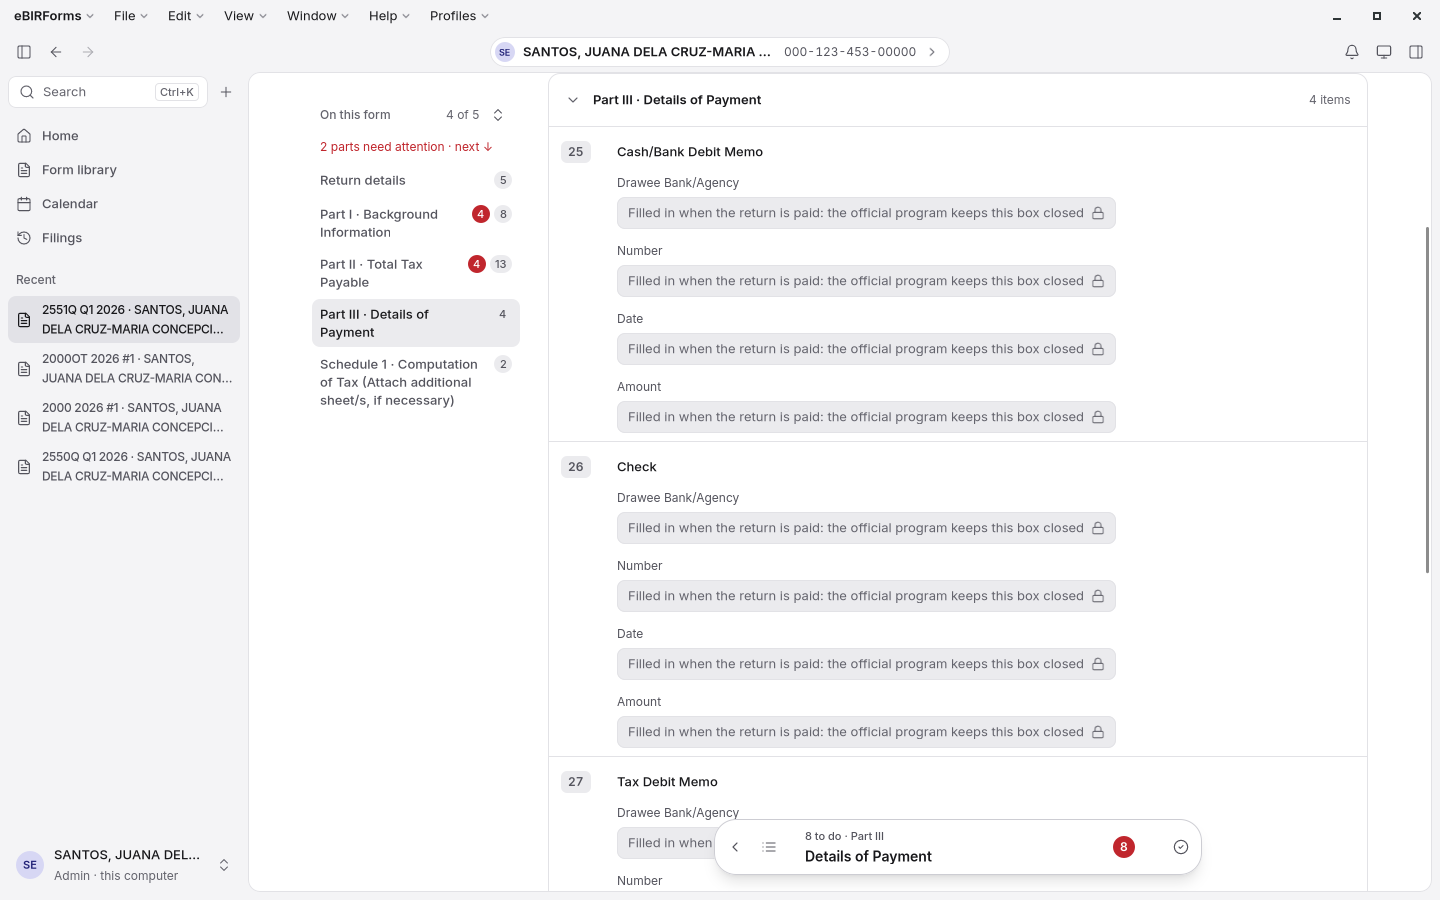 eBIRForms File Edit View Window Help Profiles
SE SANTOS, JUANA DELA CRUZ-MARIA ... 000-123-453-00000
Search Ctrl+K
Home
Form library
Calendar
Filings
Recent
2551Q Q1 2026 · SANTOS, JUANA
DELA CRUZ-MARIA CONCEPCI...
2000OT 2026 #1 · SANTOS,
JUANA DELA CRUZ-MARIA CON...
2000 2026 #1 · SANTOS, JUANA
DELA CRUZ-MARIA CONCEPCI...
2550Q Q1 2026 · SANTOS, JUANA
DELA CRUZ-MARIA CONCEPCI...
SE SANTOS, JUANA DEL...
Admin · this computer
On this form 4 of 5
2 parts need attention · next ↓
Return details 5
Part I · Background 4 8
Information
Part II · Total Tax 4 13
Payable
Part III · Details of 4
Payment
Schedule 1 · Computation 2
of Tax (Attach additional
sheet/s, if necessary)
Part III · Details of Payment 4 items
25 Cash/Bank Debit Memo
Drawee Bank/Agency
Filled in when the return is paid: the official program keeps this box closed
Number
Filled in when the return is paid: the official program keeps this box closed
Date
Filled in when the return is paid: the official program keeps this box closed
Amount
Filled in when the return is paid: the official program keeps this box closed
26 Check
Drawee Bank/Agency
Filled in when the return is paid: the official program keeps this box closed
Number
Filled in when the return is paid: the official program keeps this box closed
Date
Filled in when the return is paid: the official program keeps this box closed
Amount
Filled in when the return is paid: the official program keeps this box closed
27 Tax Debit Memo
Drawee Bank/Agency
Filled in when
Number
8 to do · Part III
Details of Payment 8